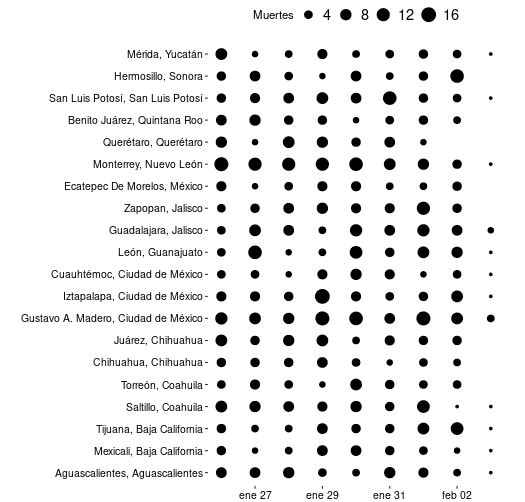 Muertes 4 8 12 16
Mérida, Yucatán
Hermosillo, Sonora
San Luis Potosí, San Luis Potosí
Benito Juárez, Quintana Roo
Querétaro, Querétaro
Monterrey, Nuevo León
Ecatepec De Morelos, México
Zapopan, Jalisco
Guadalajara, Jalisco
León, Guanajuato
Cuauhtémoc, Ciudad de México
Iztapalapa, Ciudad de México
Gustavo A. Madero, Ciudad de México
Juárez, Chihuahua
Chihuahua, Chihuahua
Torreón, Coahuila
Saltillo, Coahuila
Tijuana, Baja California
Mexicali, Baja California
Aguascalientes, Aguascalientes
ene 27 ene 29 ene 31 feb 02